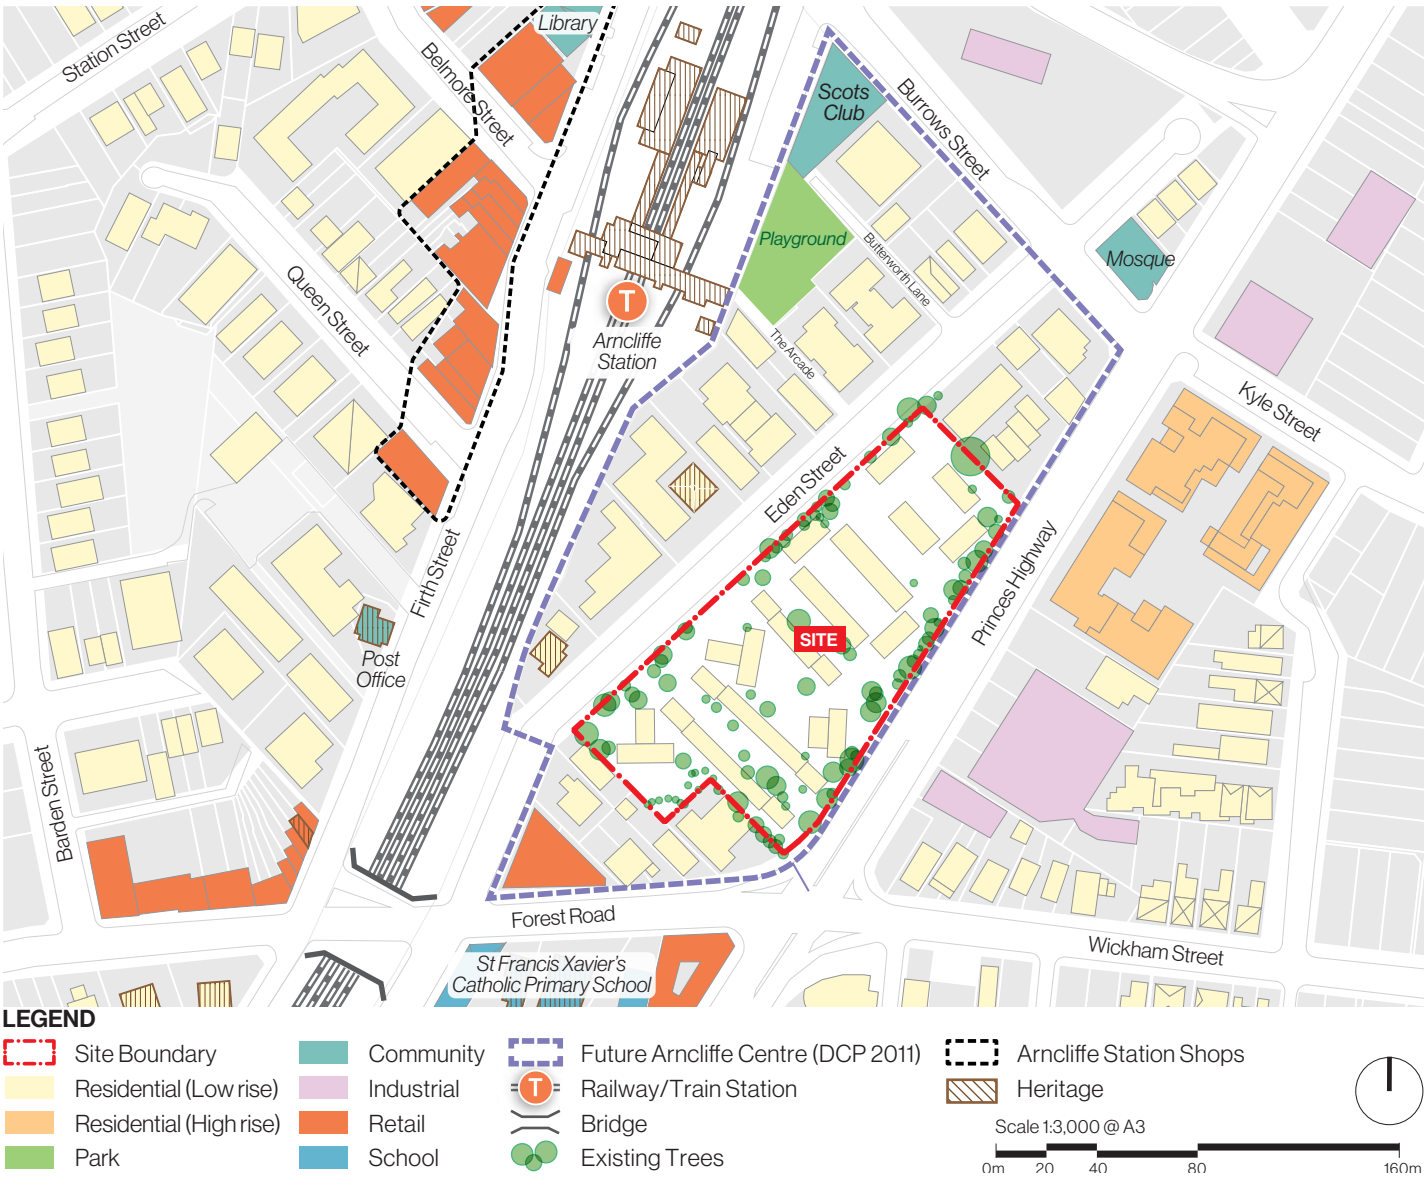 Station Street
Belmore Street
Library
Scots
Club
Burrows Street
Playground
Butterworth Lane
Mosque
Queen Street
T
Arncliffe
Station
The Arcade
Kyle Street
Eden Street
Firth Street
Princes Highway
SITE
Post
Office
Barden Street
Forest Road
Wickham Street
St Francis Xavier's
Catholic Primary School
LEGEND
Site Boundary
Residential (Low rise)
Residential (High rise)
Park
Community
Industrial
Retail
School
Future Arncliffe Centre (DCP 2011)
T
Railway/Train Station
Bridge
Existing Trees
Arncliffe Station Shops
Heritage
Scale 1:3,000 @ A3
0m 20 40 80 160m